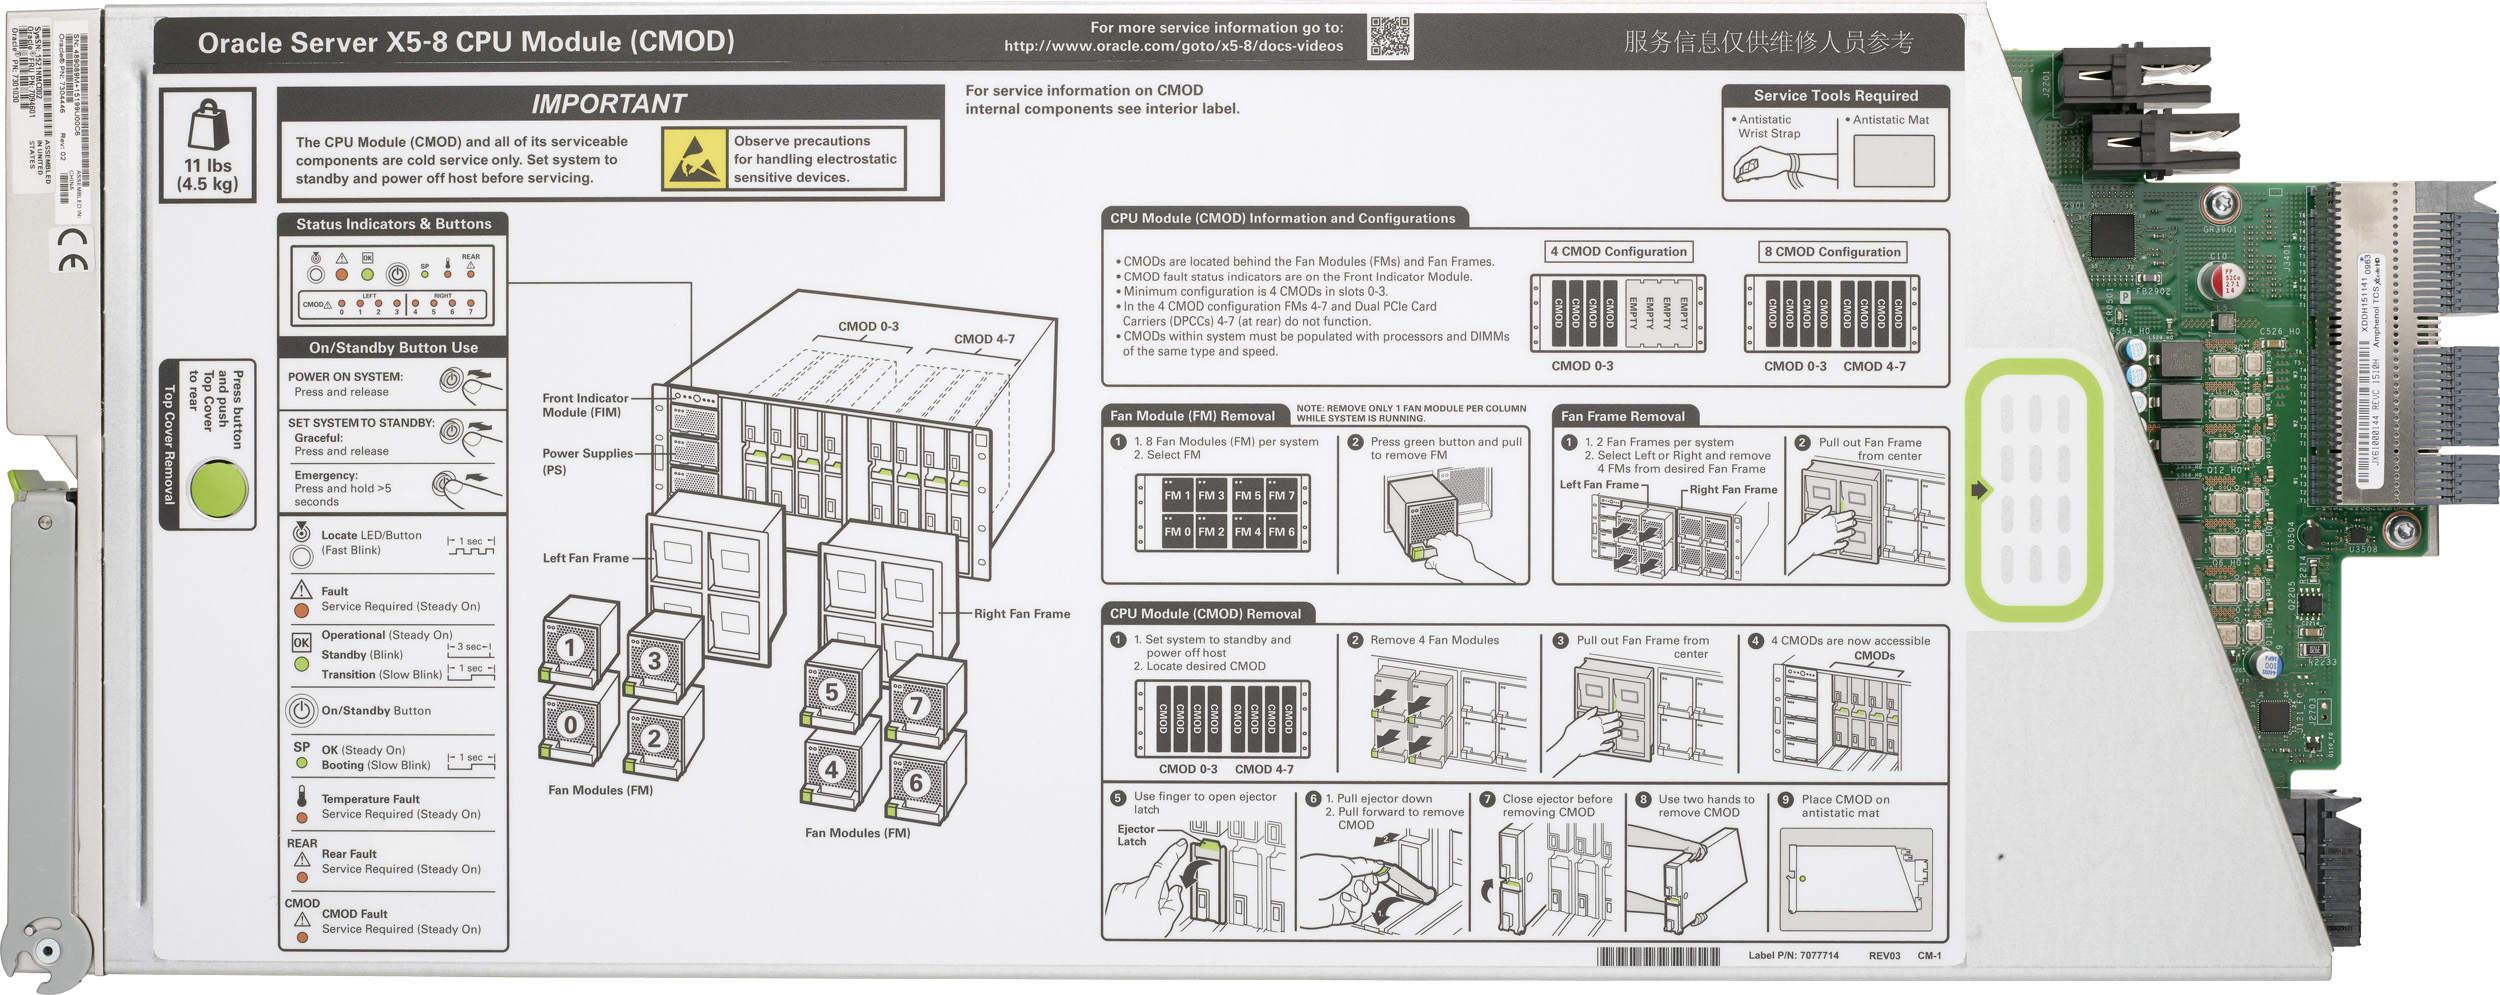 Oracle Server X5-8 CPU Module (CMOD)
For more service information go to:
http://www.oracle.com/goto/x5-8/docs-videos
服务信息仅供维修人员参考
11 lbs
(4.5 kg)
IMPORTANT
The CPU Module (CMOD) and all of its serviceable
components are cold service only. Set system to
standby and power off host before servicing.
Observe precautions
for handling electrostatic
sensitive devices.
For service information on CMOD
internal components see interior label.
Service Tools Required
• Antistatic
Wrist Strap
• Antistatic Mat
Top Cover Removal
Press button
and push
Top Cover
to rear
Status Indicators & Buttons
OK
SP
REAR
CMOD
LEFT
RIGHT
0 1 2 3 4 5 6 7
On/Standby Button Use
POWER ON SYSTEM:
Press and release
SET SYSTEM TO STANDBY:
Graceful:
Press and release
Emergency:
Press and hold >5
seconds
Locate LED/Button
(Fast Blink)
1 sec
Fault
Service Required (Steady On)
OK
Operational (Steady On)
Standby (Blink)
3 sec
Transition (Slow Blink)
1 sec
On/Standby Button
SP
OK (Steady On)
Booting (Slow Blink)
1 sec
Temperature Fault
Service Required (Steady On)
REAR
Rear Fault
Service Required (Steady On)
CMOD
CMOD Fault
Service Required (Steady On)
CMOD 0-3
CMOD 4-7
Front Indicator
Module (FIM)
Power Supplies
(PS)
Left Fan Frame
Right Fan Frame
1
3
0
2
5
7
4
6
Fan Modules (FM)
Fan Modules (FM)
CPU Module (CMOD) Information and Configurations
• CMODs are located behind the Fan Modules (FMs) and Fan Frames.
• CMOD fault status indicators are on the Front Indicator Module.
• Minimum configuration is 4 CMODs in slots 0-3.
• In the 4 CMOD configuration FMs 4-7 and Dual PCIe Card
Carriers (DPCCs) 4-7 (at rear) do not function.
• CMODs within system must be populated with processors and DIMMs
of the same type and speed.
4 CMOD Configuration
CMOD CMOD CMOD CMOD EMPTY EMPTY EMPTY EMPTY
CMOD 0-3
8 CMOD Configuration
CMOD CMOD CMOD CMOD CMOD CMOD CMOD CMOD
CMOD 0-3 CMOD 4-7
Fan Module (FM) Removal
NOTE: REMOVE ONLY 1 FAN MODULE PER COLUMN
WHILE SYSTEM IS RUNNING.
1 1. 8 Fan Modules (FM) per system
2. Select FM
FM 1 FM 3 FM 5 FM 7
FM 0 FM 2 FM 4 FM 6
2 Press green button and pull
to remove FM
Fan Frame Removal
1 1. 2 Fan Frames per system
2. Select Left or Right and remove
4 FMs from desired Fan Frame
Left Fan Frame
Right Fan Frame
2 Pull out Fan Frame
from center
CPU Module (CMOD) Removal
1 1. Set system to standby and
power off host
2. Locate desired CMOD
CMOD CMOD CMOD CMOD CMOD CMOD CMOD CMOD
CMOD 0-3 CMOD 4-7
2 Remove 4 Fan Modules
3 Pull out Fan Frame from
center
4 4 CMODs are now accessible
CMODs
5 Use finger to open ejector
latch
Ejector
Latch
6 1. Pull ejector down
2. Pull forward to remove
CMOD
7 Close ejector before
removing CMOD
8 Use two hands to
remove CMOD
9 Place CMOD on
antistatic mat
Label P/N: 7077714 REV03 CM-1
CE
J2201
GR3901
J3401
C10
FB2902
CR0501
P
C554_H0
C526_H0
Q12_H0
Q6_H0
Q3504
U3508
R2214
Q2205
R2233
J2703
XDDH151141 0963
Amphenol TCS
JX6100144 REVC 1510H